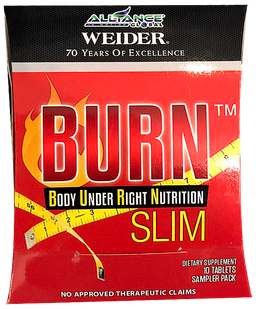 ALLIANCE
GLOBAL
WEIDER®
70 YEARS OF EXCELLENCE
BURN™
BODY UNDER RIGHT NUTRITION
SLIM
DIETARY SUPPLEMENT
10 TABLETS
SAMPLER PACK
NO APPROVED THERAPEUTIC CLAIMS